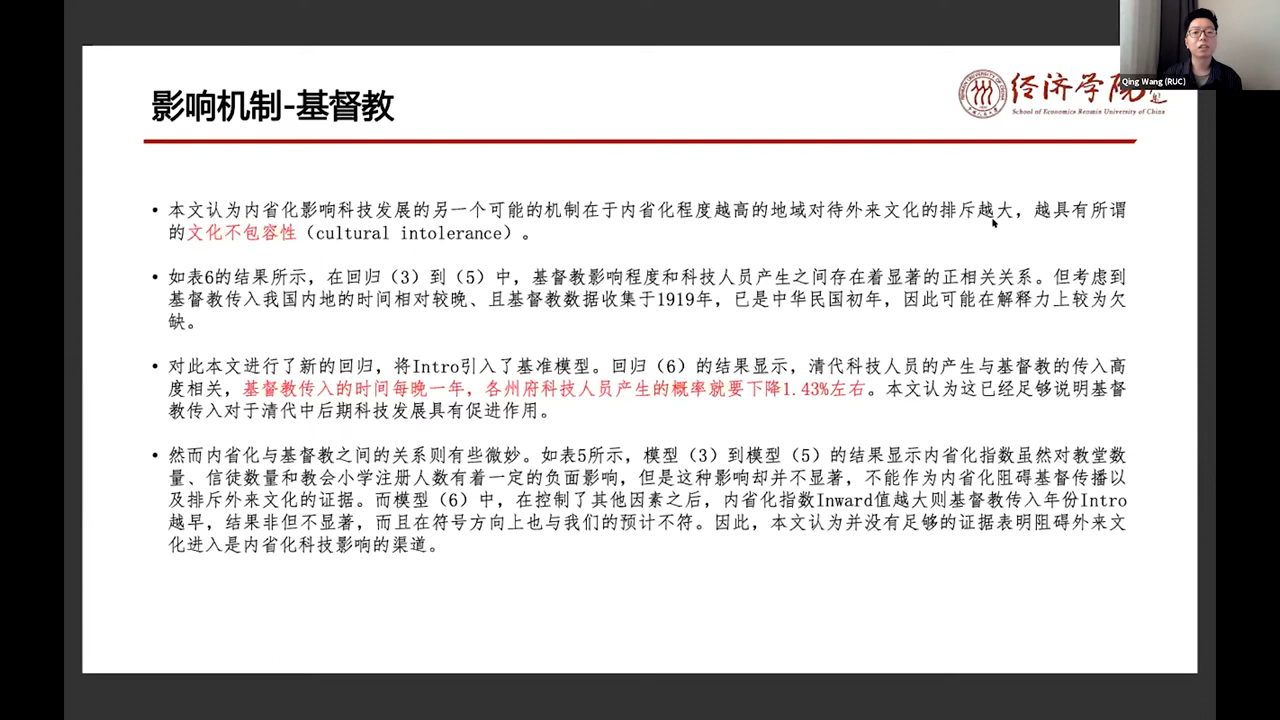 Qing Wang (RUC)
影响机制-基督教
经济学院
School of Economics Renmin University of China
• 本文认为内省化影响科技发展的另一个可能的机制在于内省化程度越高的地域对待外来文化的排斥越大，越具有所谓
的文化不包容性（cultural intolerance）。
• 如表6的结果所示，在回归（3）到（5）中，基督教影响程度和科技人员产生之间存在着显著的正相关关系。但考虑到
基督教传入我国内地的时间相对较晚、且基督教数据收集于1919年，已是中华民国初年，因此可能在解释力上较为欠
缺。
• 对此本文进行了新的回归，将Intro引入了基准模型。回归（6）的结果显示，清代科技人员的产生与基督教的传入高
度相关，基督教传入的时间每晚一年，各州府科技人员产生的概率就要下降1.43%左右。本文认为这已经足够说明基督
教传入对于清代中后期科技发展具有促进作用。
• 然而内省化与基督教之间的关系则有些微妙。如表5所示，模型（3）到模型（5）的结果显示内省化指数虽然对教堂数
量、信徒数量和教会小学注册人数有着一定的负面影响，但是这种影响却并不显著，不能作为内省化阻碍基督传播以
及排斥外来文化的证据。而模型（6）中，在控制了其他因素之后，内省化指数Inward值越大则基督教传入年份Intro
越早，结果非但不显著，而且在符号方向上也与我们的预计不符。因此，本文认为并没有足够的证据表明阻碍外来文
化进入是内省化科技影响的渠道。